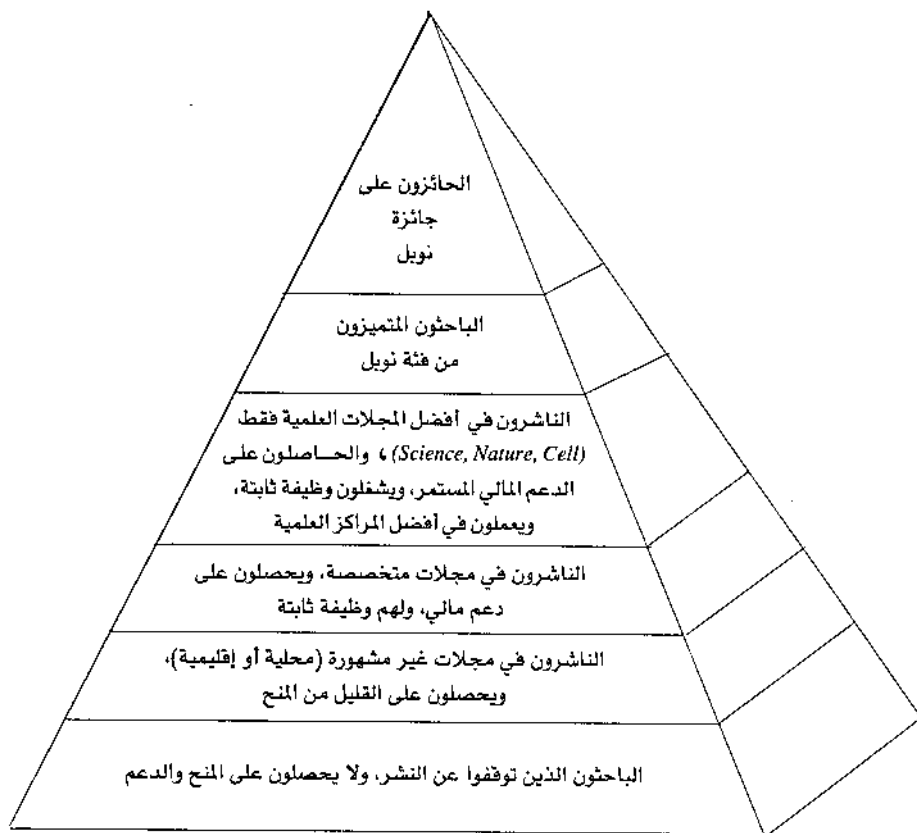 الحائزون على
جائزة
نوبل
الباحثون المتميزون
من فئة نوبل
الناشرون في أفضل المجلات العلمية فقط
(Science, Nature, Cell)، والحـاصلون على
الدعم المالي المستمر، ويشغلون وظيفة ثابتة،
ويعملون في أفضل المراكز العلمية
الناشرون في مجلات متخصصة، ويحصلون على
دعم مالي، ولهم وظيفة ثابتة
الناشرون في مجلات غير مشهورة (محلية أو إقليمية)،
ويحصلون على القليل من المنح
الباحثون الذين توقفوا عن النشر، ولا يحصلون على المنح والدعم